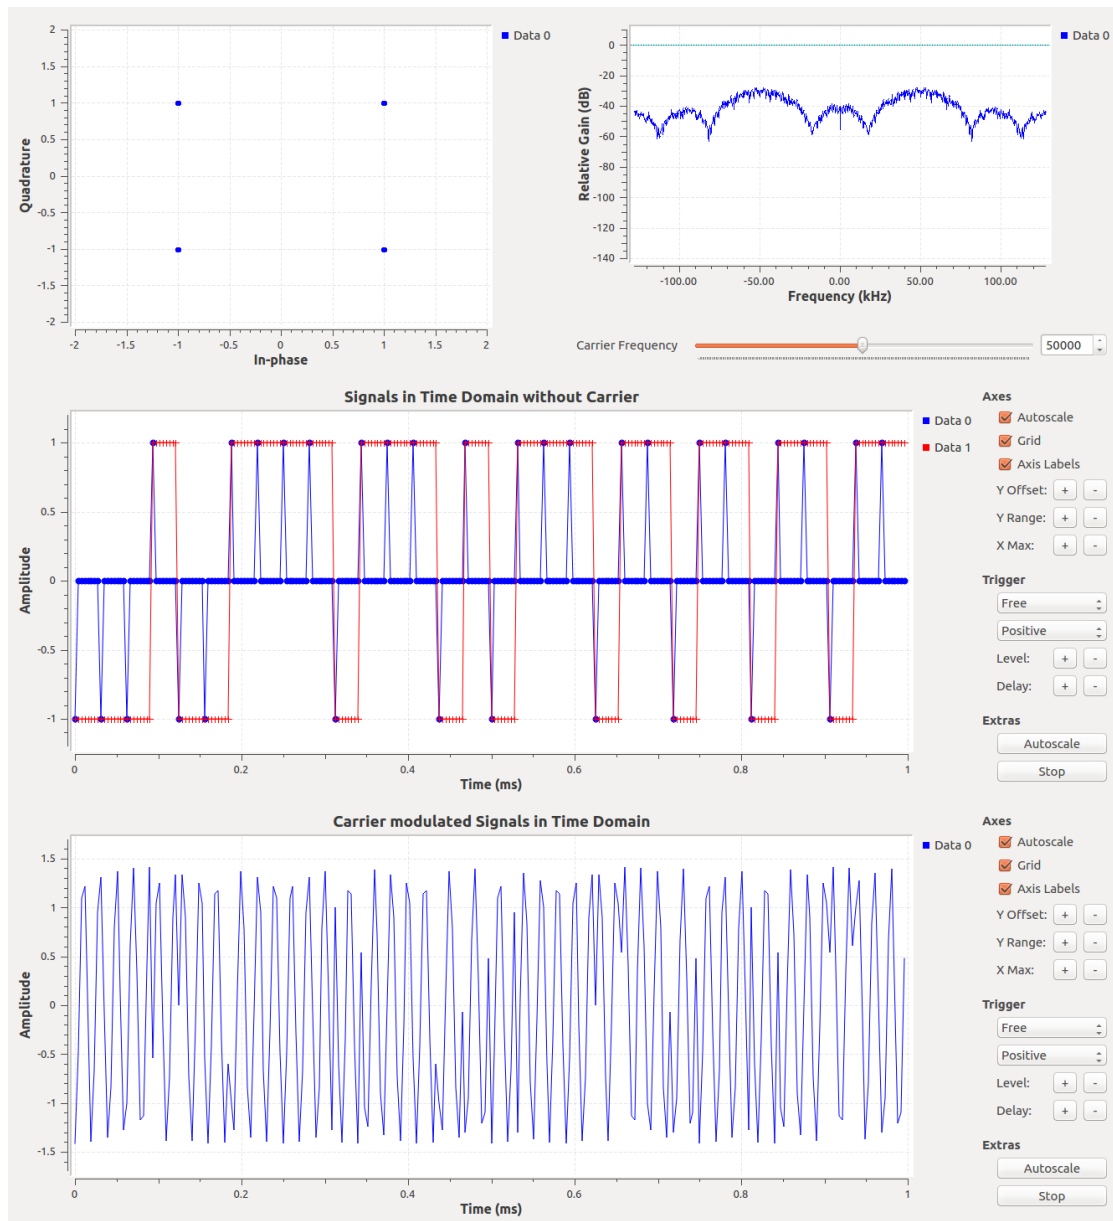 2
1.5
1
0.5
0
-0.5
-1
-1.5
-2
Quadrature
-2 -1.5 -1 -0.5 0 0.5 1 1.5 2
In-phase
Data 0
0
-20
-40
-60
-80
-100
-120
-140
Relative Gain (dB)
-100.00 -50.00 0.00 50.00 100.00
Frequency (kHz)
Data 0
Carrier Frequency 50000
Signals in Time Domain without Carrier
1
0.5
0
-0.5
-1
Amplitude
0 0.2 0.4 0.6 0.8 1
Time (ms)
Data 0
Data 1
Axes
Autoscale
Grid
Axis Labels
Y Offset: + -
Y Range: + -
X Max: + -
Trigger
Free
Positive
Level: + -
Delay: + -
Extras
Autoscale
Stop
Carrier modulated Signals in Time Domain
1.5
1
0.5
0
-0.5
-1
-1.5
Amplitude
0 0.2 0.4 0.6 0.8 1
Time (ms)
Data 0
Axes
Autoscale
Grid
Axis Labels
Y Offset: + -
Y Range: + -
X Max: + -
Trigger
Free
Positive
Level: + -
Delay: + -
Extras
Autoscale
Stop